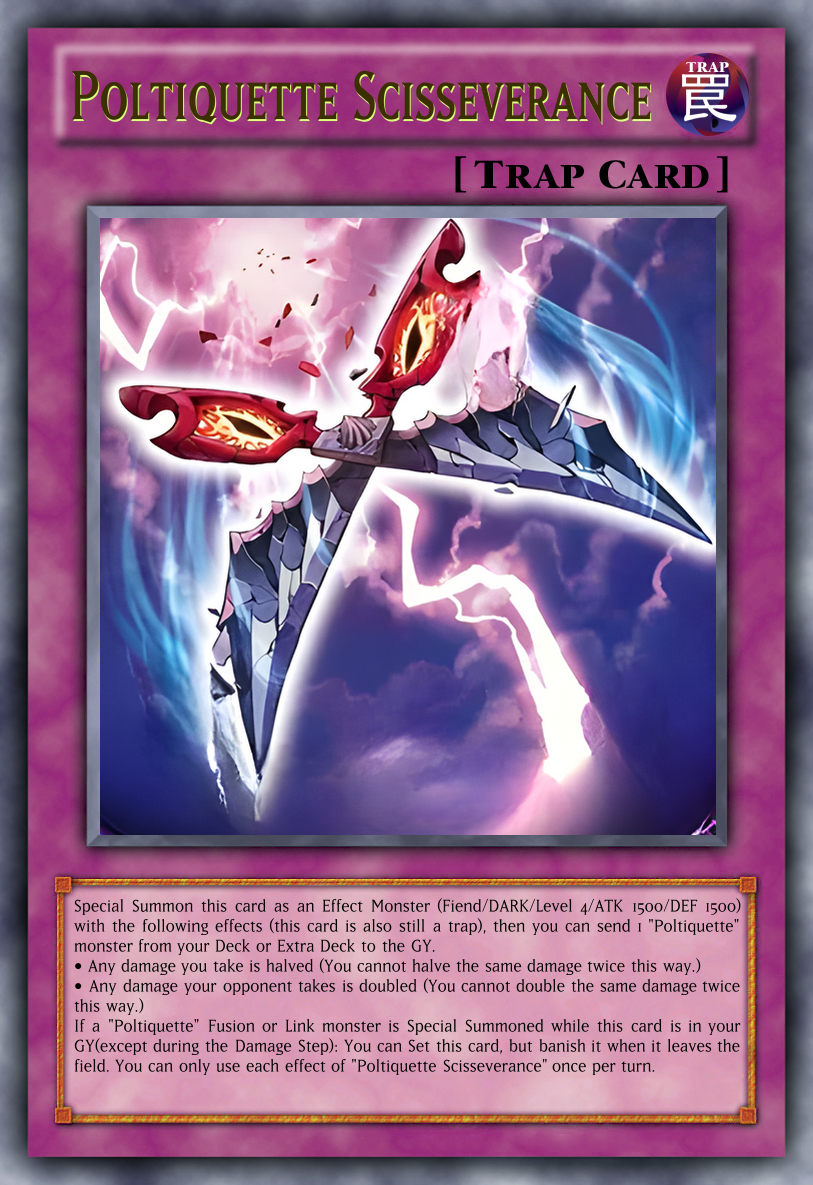 Poltiquette Scisseverance
TRAP
罠
[Trap Card]
Special Summon this card as an Effect Monster (Fiend/DARK/Level 4/ATK 1500/DEF 1500)
with the following effects (this card is also still a trap), then you can send 1 "Poltiquette"
monster from your Deck or Extra Deck to the GY.
• Any damage you take is halved (You cannot halve the same damage twice this way.)
• Any damage your opponent takes is doubled (You cannot double the same damage twice
this way.)
If a "Poltiquette" Fusion or Link monster is Special Summoned while this card is in your
GY(except during the Damage Step): You can Set this card, but banish it when it leaves the
field. You can only use each effect of "Poltiquette Scisseverance" once per turn.